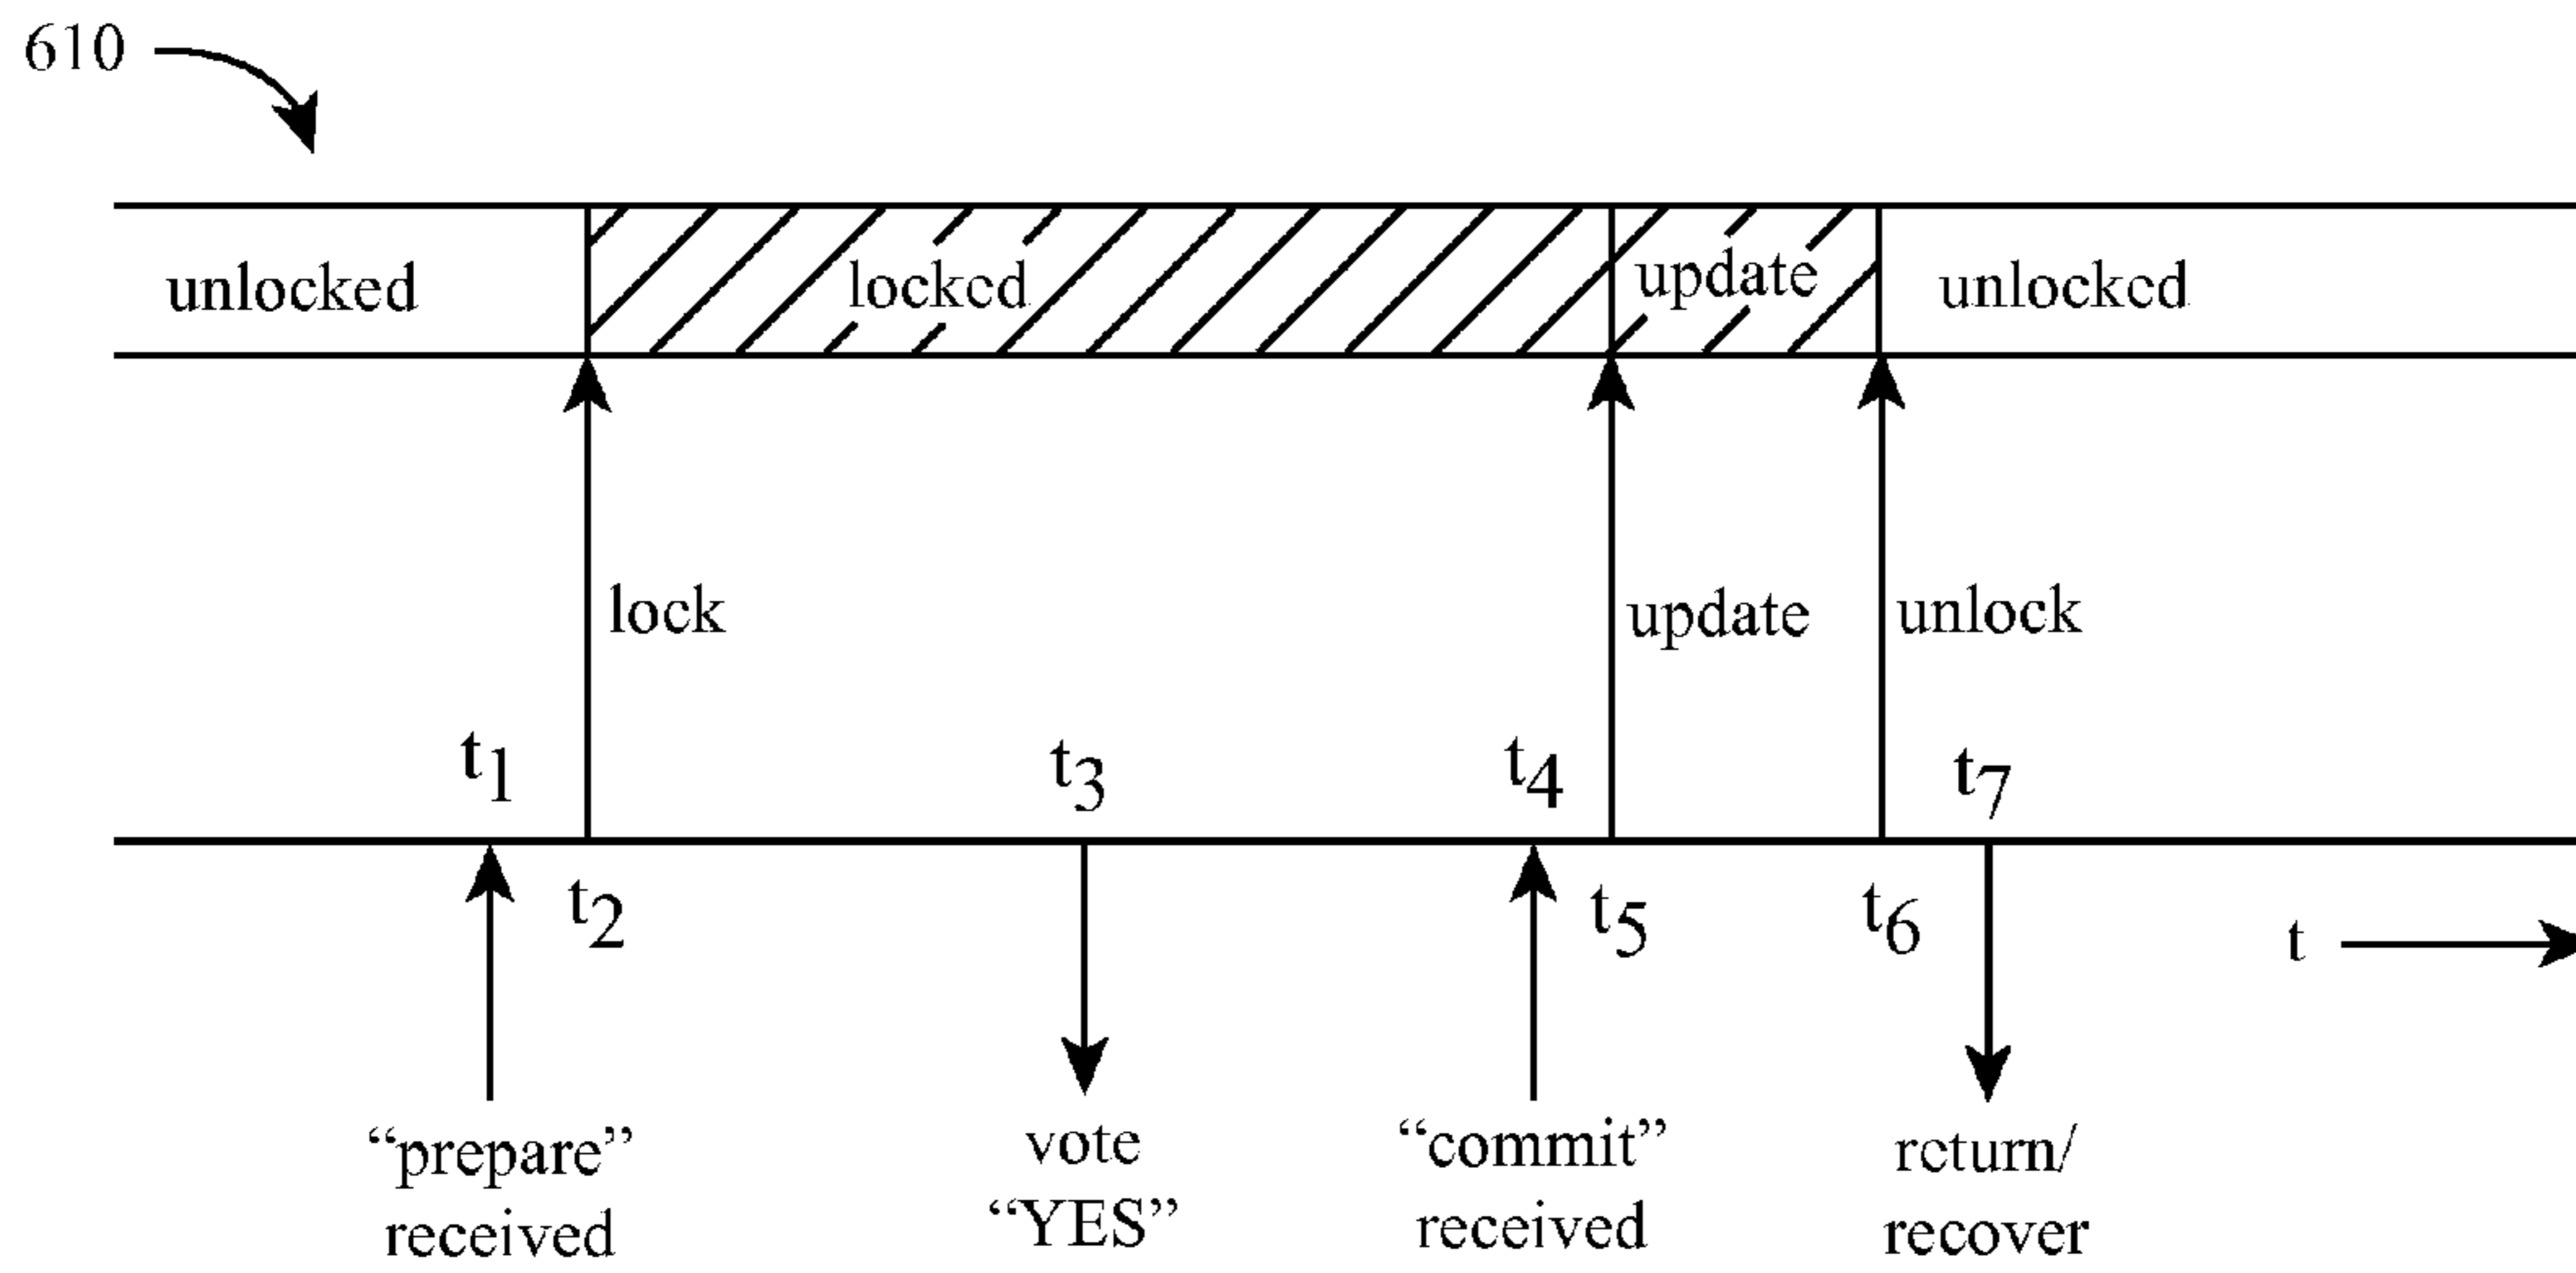 610
unlocked locked update unlocked
lock update unlock
t1 t3 t4 t7
t2 t5 t6 t
“prepare” vote “commit” return/
received “YES” received recover